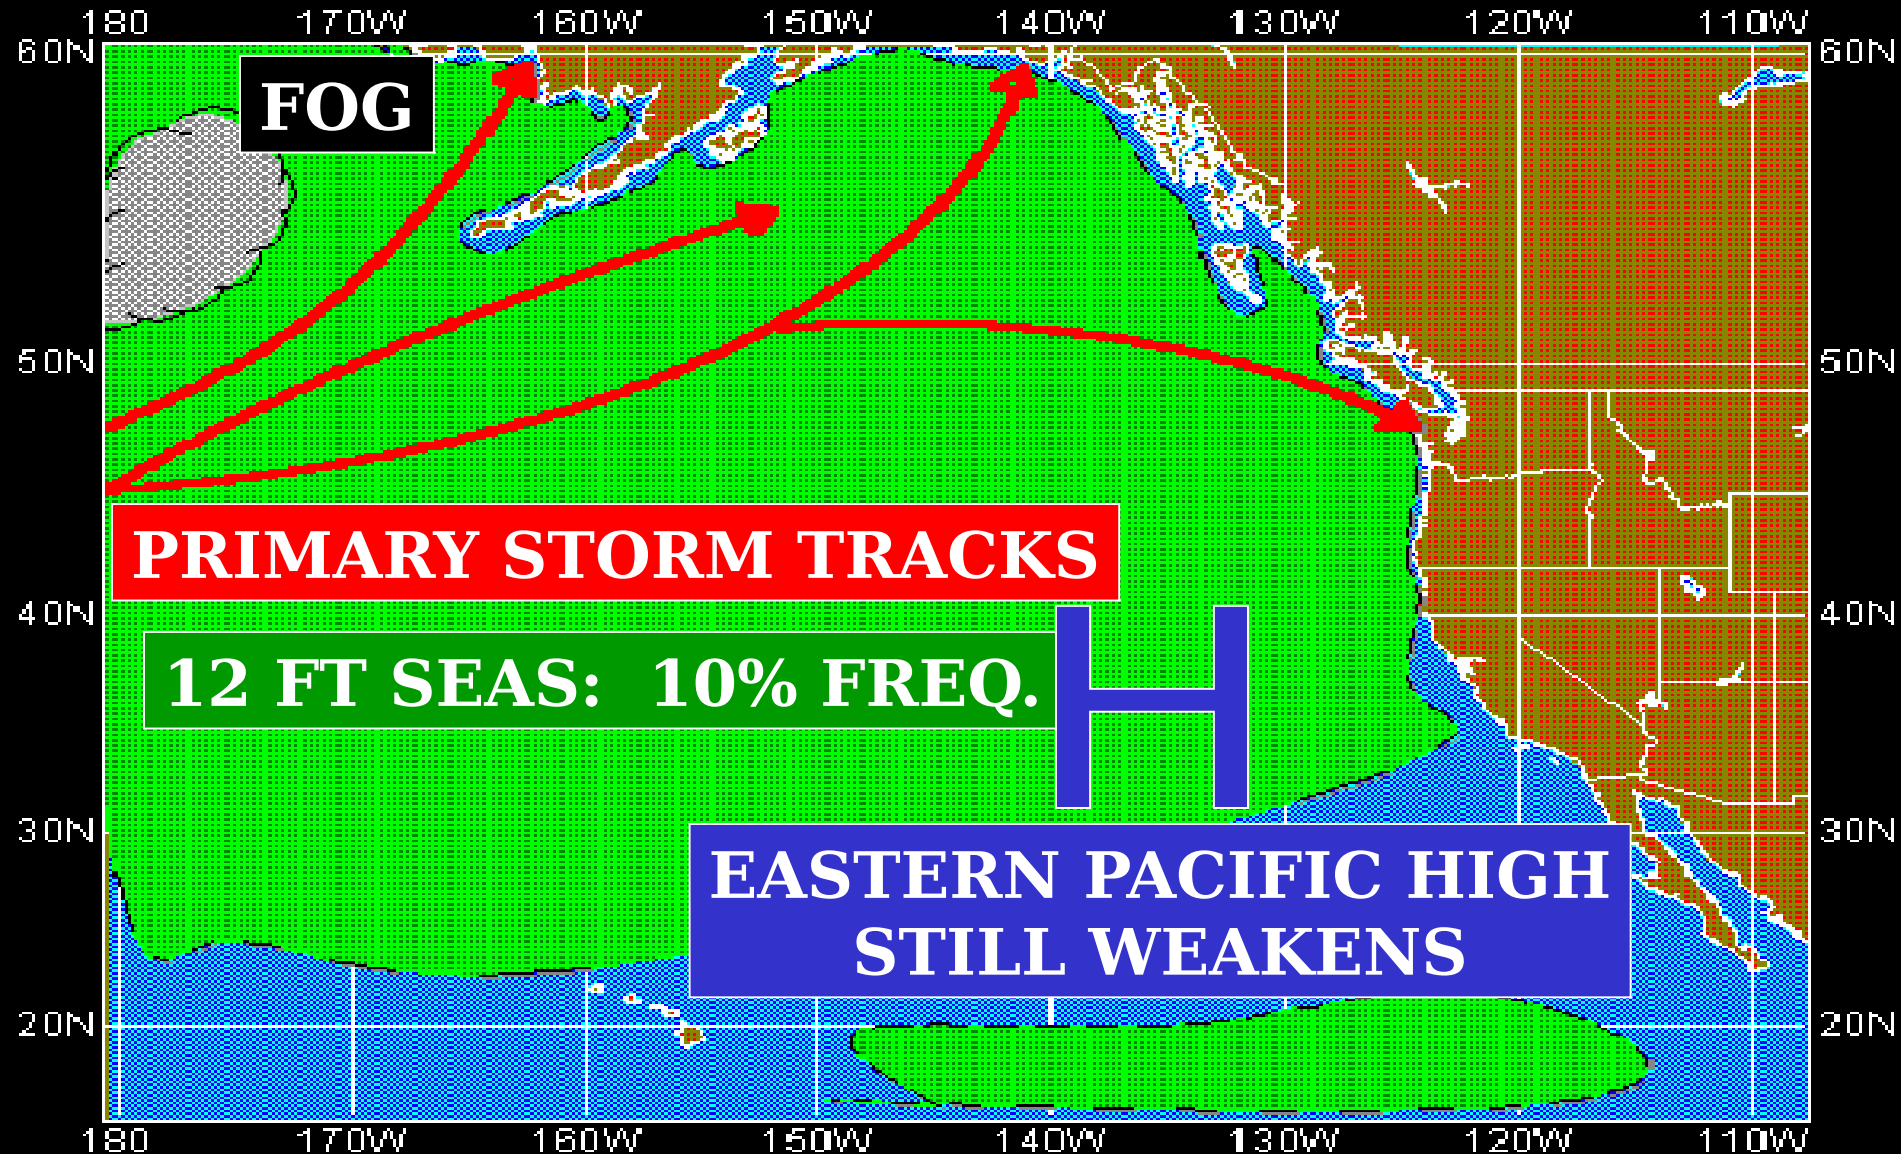 180 170W 160W 150W 140W 130W 120W 110W
60N 60N
FOG
50N 50N
PRIMARY STORM TRACKS
40N 40N
12 FT SEAS: 10% FREQ.
H
30N 30N
EASTERN PACIFIC HIGH
STILL WEAKENS
20N 20N
180 170W 160W 150W 140W 130W 120W 110W